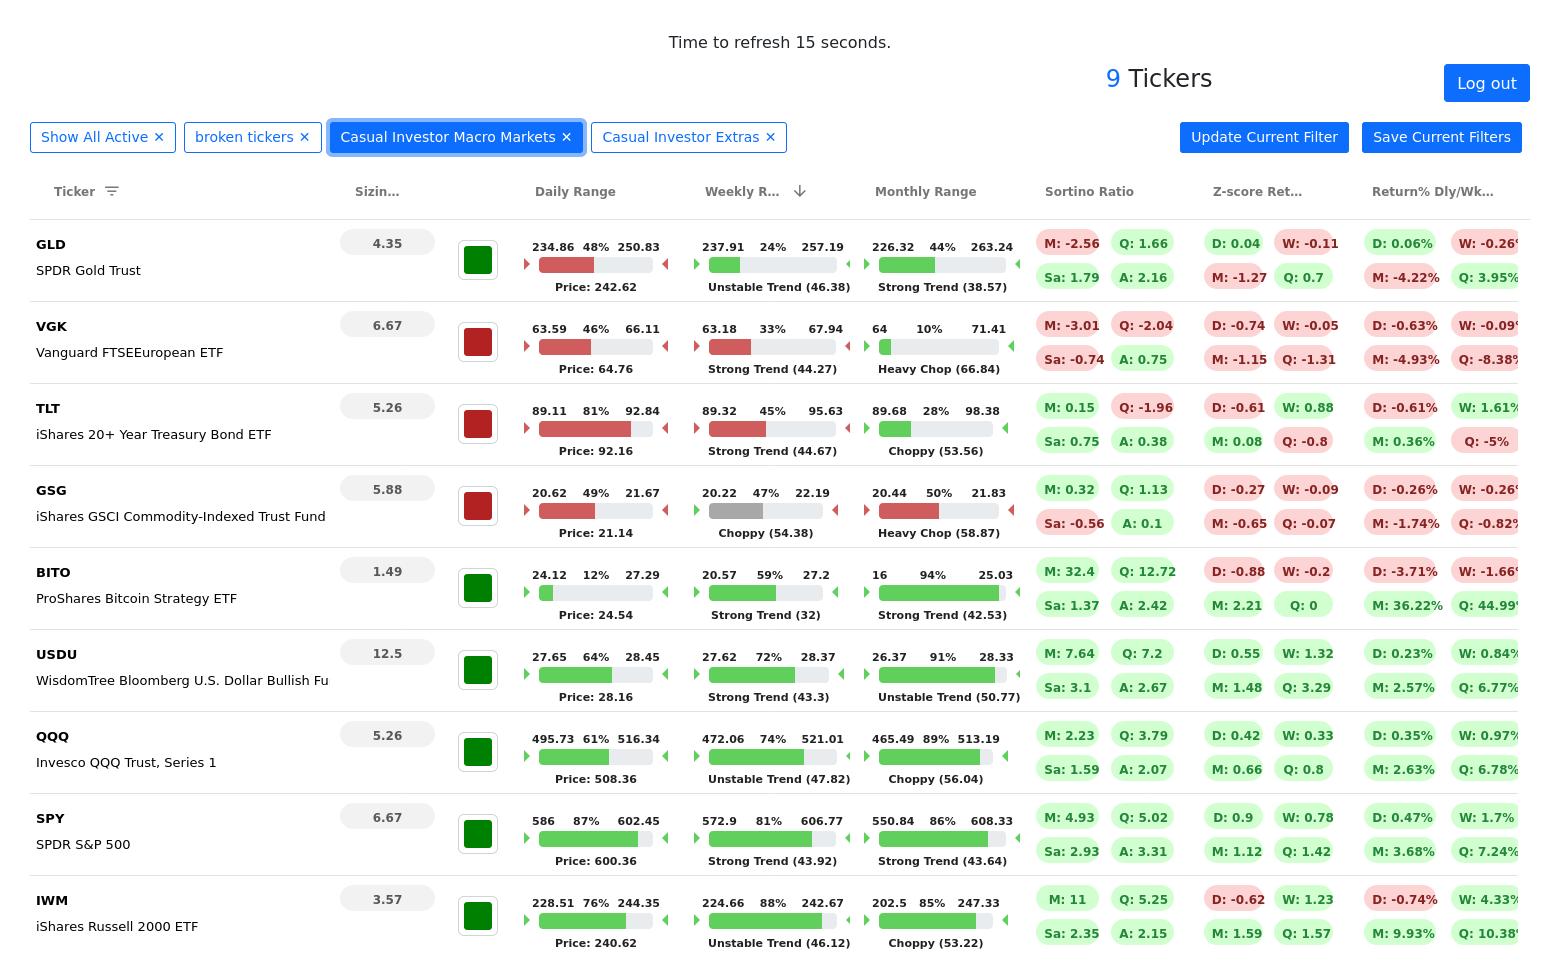 Time to refresh 15 seconds.
9 Tickers
Log out
Show All Active ✕ broken tickers ✕ Casual Investor Macro Markets ✕ Casual Investor Extras ✕ Update Current Filter Save Current Filters
Ticker Sizin… Daily Range Weekly R… Monthly Range Sortino Ratio Z-score Ret… Return% Dly/Wk…
GLD 4.35 234.86 48% 250.83 237.91 24% 257.19 226.32 44% 263.24 M: -2.56 Q: 1.66 D: 0.04 W: -0.11 D: 0.06% W: -0.26%
SPDR Gold Trust Price: 242.62 Unstable Trend (46.38) Strong Trend (38.57) Sa: 1.79 A: 2.16 M: -1.27 Q: 0.7 M: -4.22% Q: 3.95%
VGK 6.67 63.59 46% 66.11 63.18 33% 67.94 64 10% 71.41 M: -3.01 Q: -2.04 D: -0.74 W: -0.05 D: -0.63% W: -0.09%
Vanguard FTSEEuropean ETF Price: 64.76 Strong Trend (44.27) Heavy Chop (66.84) Sa: -0.74 A: 0.75 M: -1.15 Q: -1.31 M: -4.93% Q: -8.38%
TLT 5.26 89.11 81% 92.84 89.32 45% 95.63 89.68 28% 98.38 M: 0.15 Q: -1.96 D: -0.61 W: 0.88 D: -0.61% W: 1.61%
iShares 20+ Year Treasury Bond ETF Price: 92.16 Strong Trend (44.67) Choppy (53.56) Sa: 0.75 A: 0.38 M: 0.08 Q: -0.8 M: 0.36% Q: -5%
GSG 5.88 20.62 49% 21.67 20.22 47% 22.19 20.44 50% 21.83 M: 0.32 Q: 1.13 D: -0.27 W: -0.09 D: -0.26% W: -0.26%
iShares GSCI Commodity-Indexed Trust Fund Price: 21.14 Choppy (54.38) Heavy Chop (58.87) Sa: -0.56 A: 0.1 M: -0.65 Q: -0.07 M: -1.74% Q: -0.82%
BITO 1.49 24.12 12% 27.29 20.57 59% 27.2 16 94% 25.03 M: 32.4 Q: 12.72 D: -0.88 W: -0.2 D: -3.71% W: -1.66%
ProShares Bitcoin Strategy ETF Price: 24.54 Strong Trend (32) Strong Trend (42.53) Sa: 1.37 A: 2.42 M: 2.21 Q: 0 M: 36.22% Q: 44.99%
USDU 12.5 27.65 64% 28.45 27.62 72% 28.37 26.37 91% 28.33 M: 7.64 Q: 7.2 D: 0.55 W: 1.32 D: 0.23% W: 0.84%
WisdomTree Bloomberg U.S. Dollar Bullish Fu Price: 28.16 Strong Trend (43.3) Unstable Trend (50.77) Sa: 3.1 A: 2.67 M: 1.48 Q: 3.29 M: 2.57% Q: 6.77%
QQQ 5.26 495.73 61% 516.34 472.06 74% 521.01 465.49 89% 513.19 M: 2.23 Q: 3.79 D: 0.42 W: 0.33 D: 0.35% W: 0.97%
Invesco QQQ Trust, Series 1 Price: 508.36 Unstable Trend (47.82) Choppy (56.04) Sa: 1.59 A: 2.07 M: 0.66 Q: 0.8 M: 2.63% Q: 6.78%
SPY 6.67 586 87% 602.45 572.9 81% 606.77 550.84 86% 608.33 M: 4.93 Q: 5.02 D: 0.9 W: 0.78 D: 0.47% W: 1.7%
SPDR S&P 500 Price: 600.36 Strong Trend (43.92) Strong Trend (43.64) Sa: 2.93 A: 3.31 M: 1.12 Q: 1.42 M: 3.68% Q: 7.24%
IWM 3.57 228.51 76% 244.35 224.66 88% 242.67 202.5 85% 247.33 M: 11 Q: 5.25 D: -0.62 W: 1.23 D: -0.74% W: 4.33%
iShares Russell 2000 ETF Price: 240.62 Unstable Trend (46.12) Choppy (53.22) Sa: 2.35 A: 2.15 M: 1.59 Q: 1.57 M: 9.93% Q: 10.38%